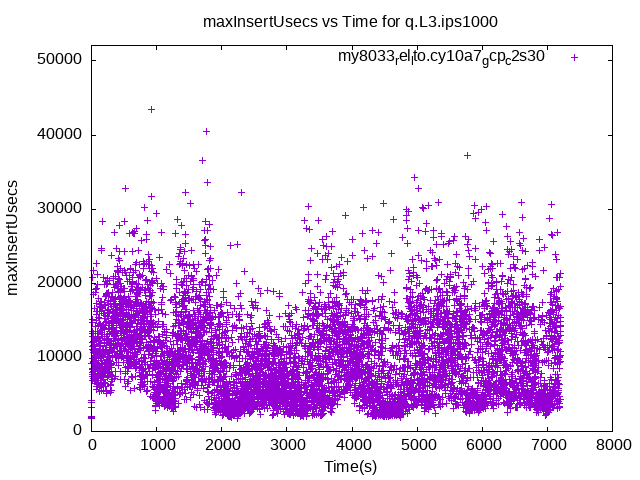 maxInsertUsecs vs Time for q.L3.ips1000
my8033_rel_lto.cy10a7_gcp_c2s30
50000
40000
30000
20000
10000
0
maxInsertUsecs
0 1000 2000 3000 4000 5000 6000 7000 8000
Time(s)